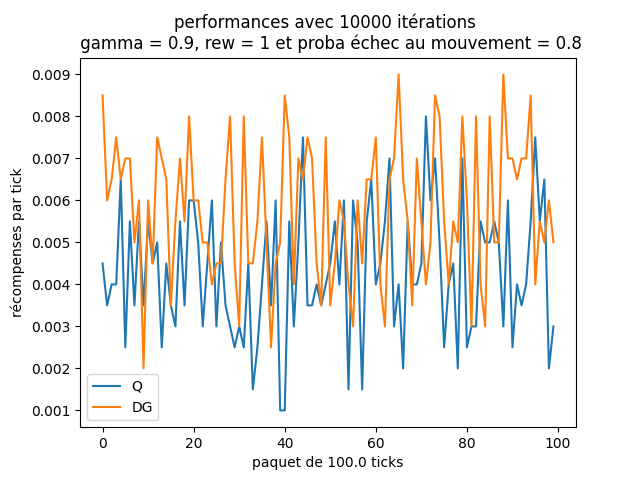 performances avec 10000 itérations
gamma = 0.9, rew = 1 et proba échec au mouvement = 0.8
récompenses par tick
0.009
0.008
0.007
0.006
0.005
0.004
0.003
0.002
0.001
Q
DG
0 20 40 60 80 100
paquet de 100.0 ticks